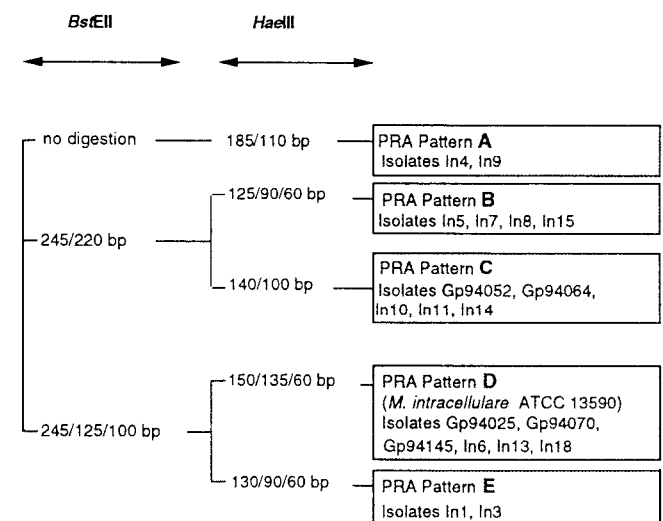 BstEII HaeIII
no digestion 185/110 bp PRA Pattern A
Isolates In4, In9
125/90/60 bp PRA Pattern B
Isolates In5, In7, In8, In15
245/220 bp
140/100 bp PRA Pattern C
Isolates Gp94052, Gp94064,
In10, In11, In14
150/135/60 bp PRA Pattern D
(M. intracellulare ATCC 13590)
Isolates Gp94025, Gp94070,
Gp94145, In6, In13, In18
245/125/100 bp
130/90/60 bp PRA Pattern E
Isolates In1, In3